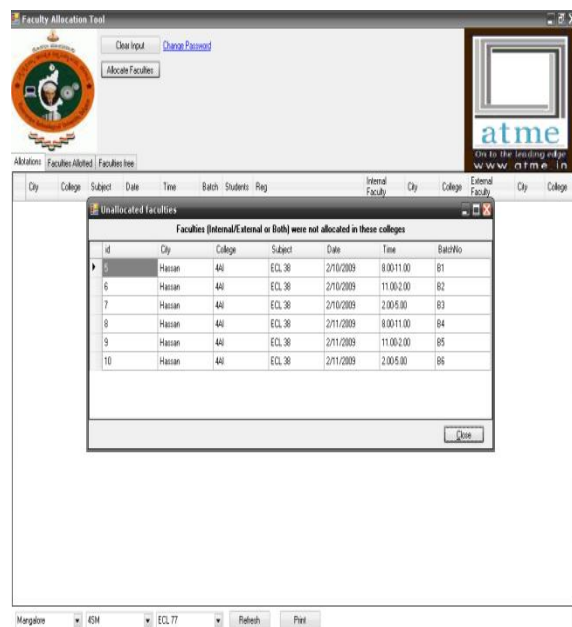 Faculty Allocation Tool
Clear Input Change Password
Allocate Faculties
atme
On to the leading edge
www atme in
Allotations Faculties Allotted Faculties free
City College Subject Date Time Batch Students Reg Internal Faculty City College External Faculty City College
Unallocated faculties
Faculties (Internal/External or Both) were not allocated in these colleges
id City College Subject Date Time BatchNo
5 Hassan 4AI ECL 38 2/10/2009 8.00-11.00 B1
6 Hassan 4AI ECL 38 2/10/2009 11.00-2.00 B2
7 Hassan 4AI ECL 38 2/10/2009 2.00-5.00 B3
8 Hassan 4AI ECL 38 2/11/2009 8.00-11.00 B4
9 Hassan 4AI ECL 38 2/11/2009 11.00-2.00 B5
10 Hassan 4AI ECL 38 2/11/2009 2.00-5.00 B6
Close
Mangalore 4SM ECL 77 Refresh Print